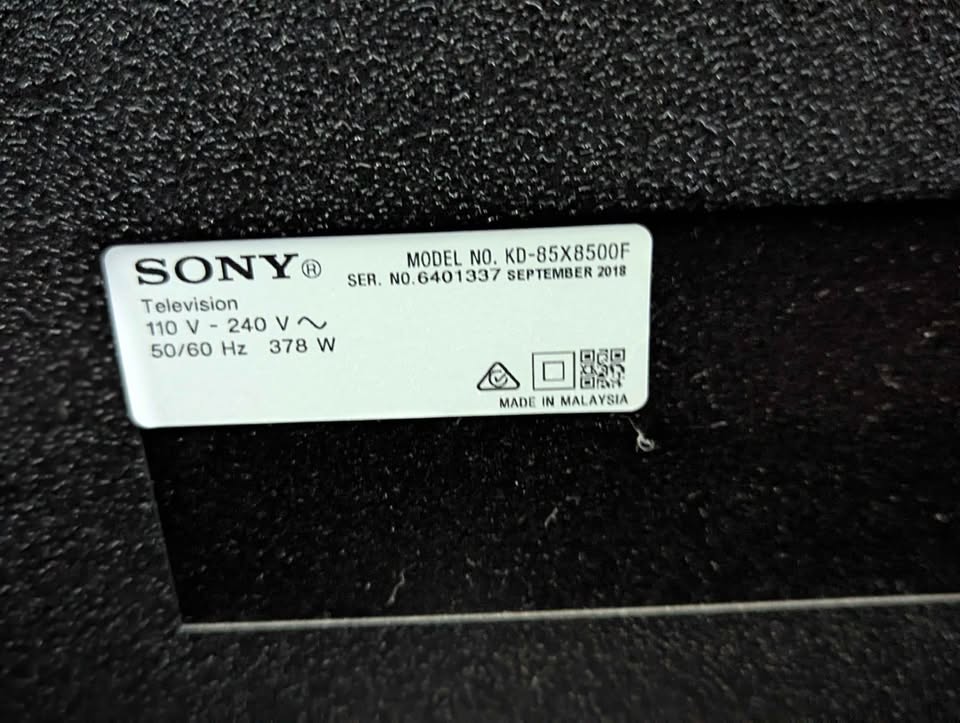 SONY®
MODEL NO. KD-85X8500F
SER. NO.6401337 SEPTEMBER 2018
Television
110 V - 240 V ~
50/60 Hz 378 W
MADE IN MALAYSIA